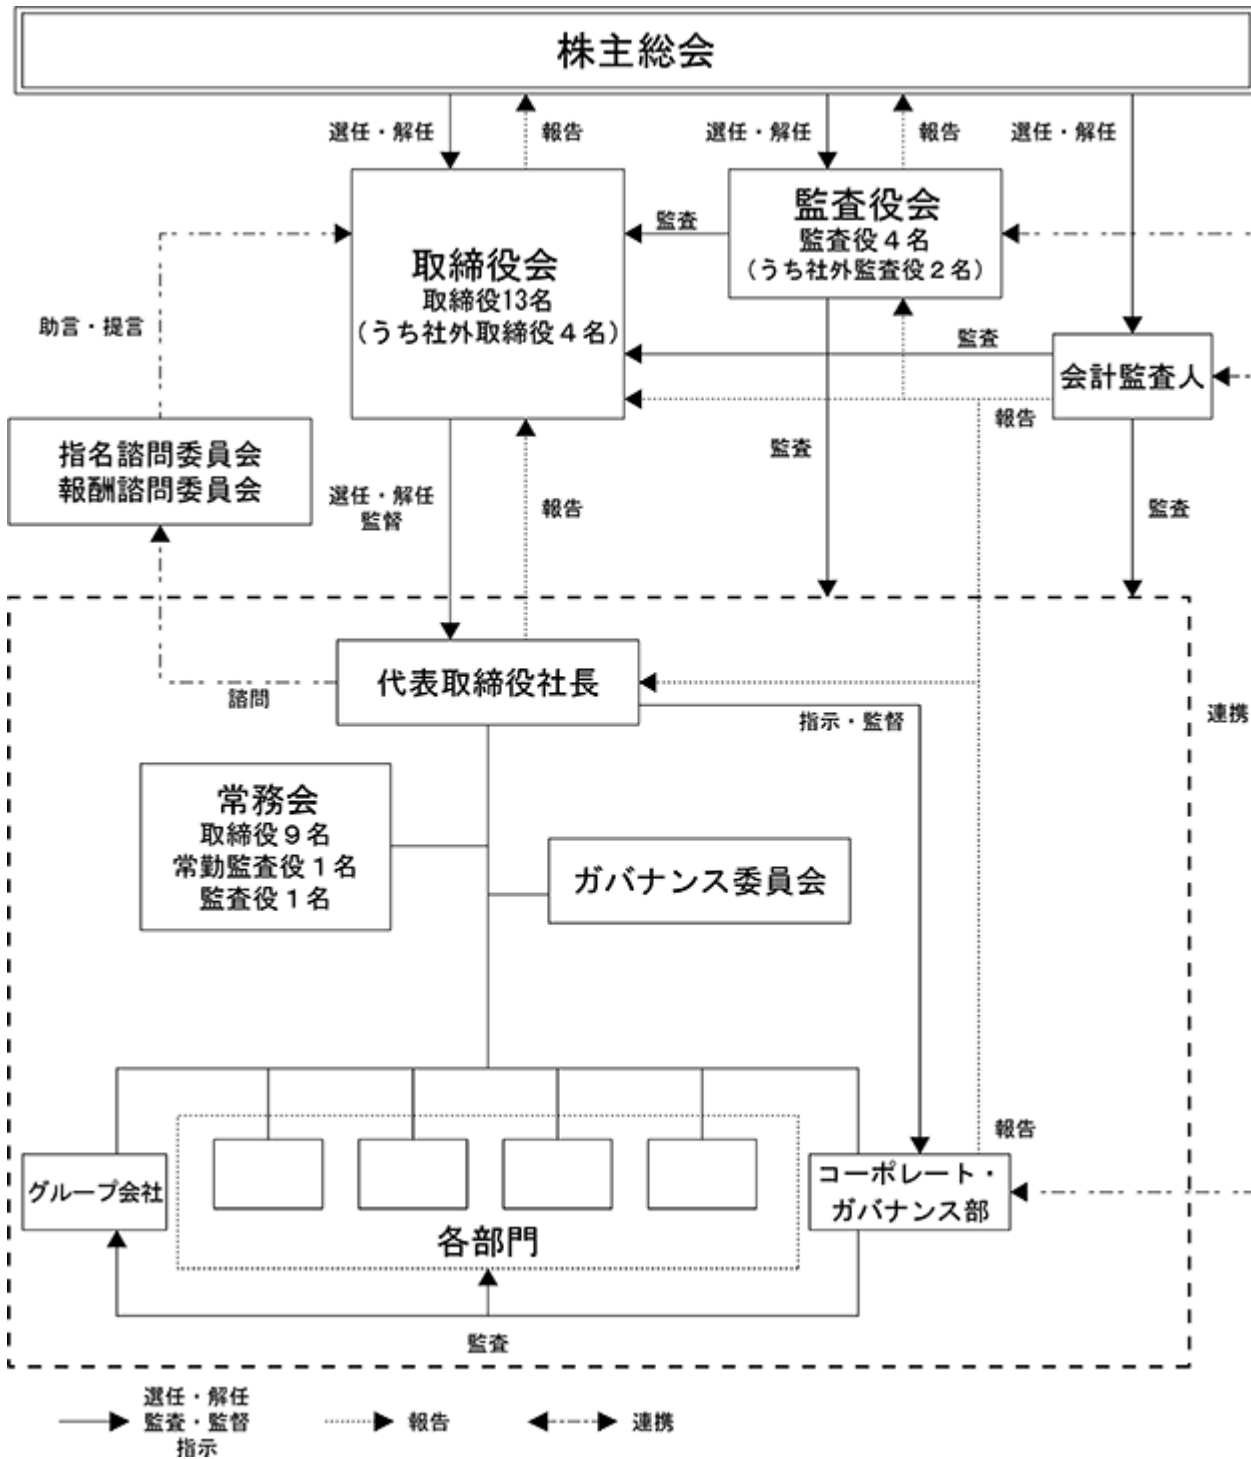 株主総会
選任・解任
報告
選任・解任
報告
選任・解任
取締役会
取締役13名
(うち社外取締役４名)
監査
監査役会
監査役４名
(うち社外監査役２名)
助言・提言
監査
会計監査人
報告
指名諮問委員会
報酬諮問委員会
選任・解任
監督
報告
監査
監査
代表取締役社長
諮問
指示・監督
連携
常務会
取締役９名
常勤監査役１名
監査役１名
ガバナンス委員会
報告
グループ会社
各部門
コーポレート・
ガバナンス部
監査
選任・解任
監査・監督
指示
報告
連携